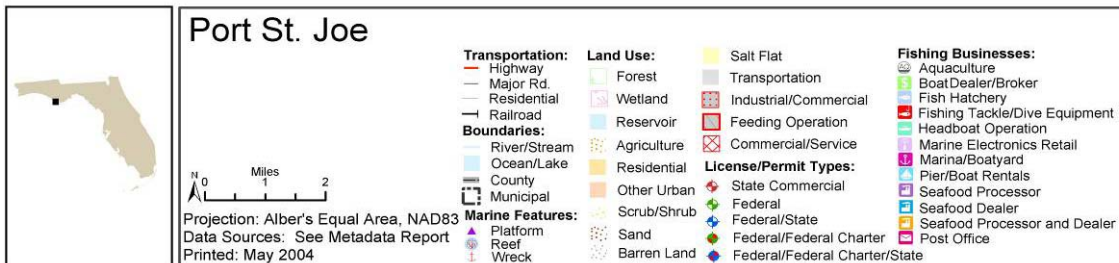 Port St. Joe
N
Miles
0 1 2
Projection: Alber's Equal Area, NAD83
Data Sources: See Metadata Report
Printed: May 2004
Transportation:
Highway
Major Rd.
Residential
Railroad
Boundaries:
River/Stream
Ocean/Lake
County
Municipal
Marine Features:
Platform
Reef
Wreck
Land Use:
Forest
Wetland
Reservoir
Agriculture
Residential
Other Urban
Scrub/Shrub
Sand
Barren Land
Salt Flat
Transportation
Industrial/Commercial
Feeding Operation
Commercial/Service
License/Permit Types:
State Commercial
Federal
Federal/State
Federal/Federal Charter
Federal/Federal Charter/State
Fishing Businesses:
Aquaculture
BoatDealer/Broker
Fish Hatchery
Fishing Tackle/Dive Equipment
Headboat Operation
Marine Electronics Retail
Marina/Boatyard
Pier/Boat Rentals
Seafood Processor
Seafood Dealer
Seafood Processor and Dealer
Post Office